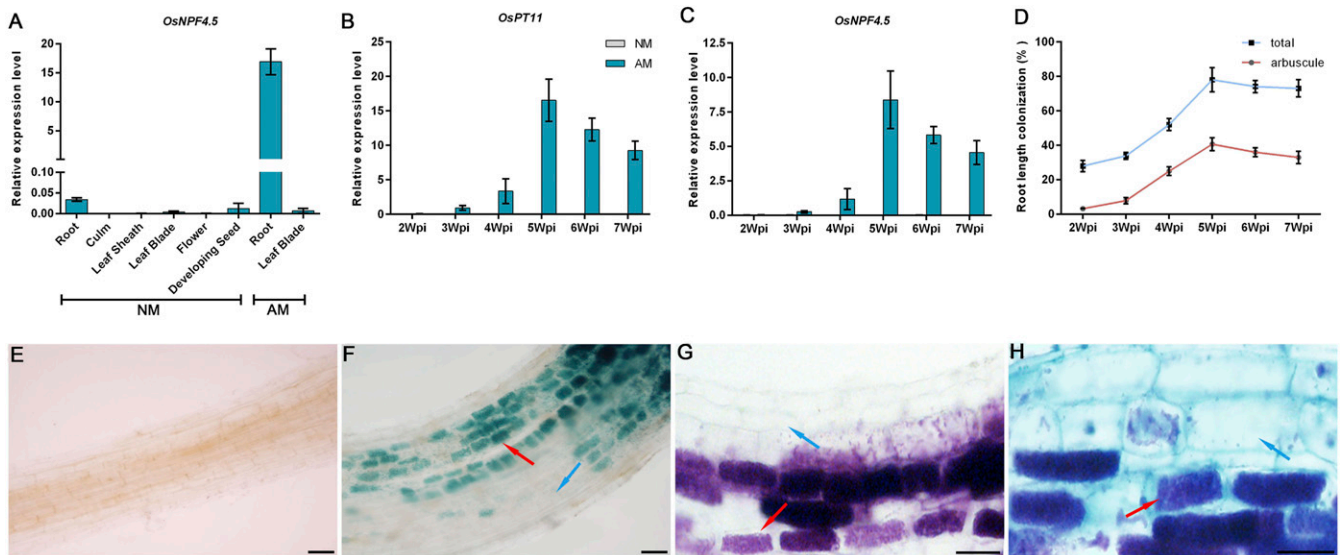 A
OsNPF4.5
Relative expression level
20
15
10
5
0.10
0.05
0.00
Root
Culm
Leaf Sheath
Leaf Blade
Flower
Developing Seed
Root
Leaf Blade
NM
AM
B
OsPT11
Relative expression level
25
20
15
10
5
0
NM
AM
2Wpi 3Wpi 4Wpi 5Wpi 6Wpi 7Wpi
C
OsNPF4.5
Relative expression level
12.5
10.0
7.5
5.0
2.5
0.0
2Wpi 3Wpi 4Wpi 5Wpi 6Wpi 7Wpi
D
Root length colonization (% )
100
80
60
40
20
0
total
arbuscule
2Wpi 3Wpi 4Wpi 5Wpi 6Wpi 7Wpi
E
F
G
H